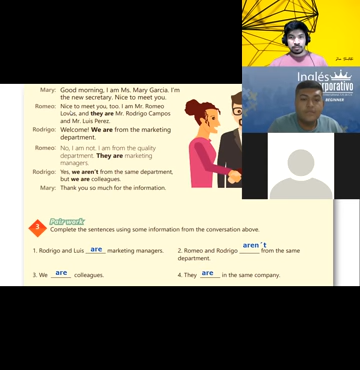 Inglés
rporativo
BEGINNER
Mary: Good morning, I am Ms. Mary Garcia. I'm
the new secretary. Nice to meet you.
Romeo: Nice to meet you, too. I am Mr. Romeo
Lovus, and they are Mr. Rodrigo Campos
and Mr. Luis Perez.
Rodrigo: Welcome! We are from the marketing
department.
Romeo: No, I am not. I am from the quality
department. They are marketing
managers.
Rodrigo: Yes, we aren't from the same department,
but we are colleagues.
Mary: Thank you so much for the information.
3 Pair work
Complete the sentences using some information from the conversation above.
1. Rodrigo and Luis are marketing managers.
2. Romeo and Rodrigo aren´t from the same
department.
3. We are colleagues.
4. They are in the same company.